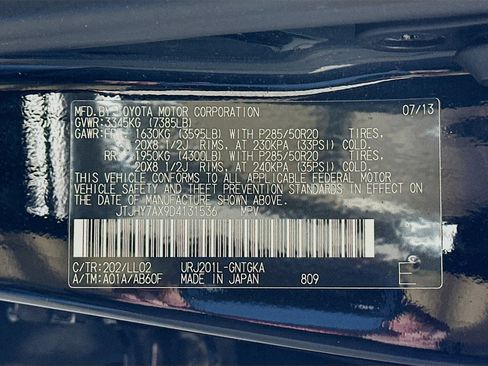 MFD. BY TOYOTA MOTOR CORPORATION 07/13
GVWR: 3345KG (7385LB)
GAWR: FR. 1630KG (3595LB) WITH P285/50R20 TIRES,
20X8 1/2J RIMS, AT 230KPA (33PSI) COLD.
RR. 1950KG (4300LB) WITH P285/50R20 TIRES,
20X8 1/2J RIMS, AT 240KPA (35PSI) COLD.
THIS VEHICLE CONFORMS TO ALL APPLICABLE FEDERAL MOTOR
VEHICLE SAFETY AND THEFT PREVENTION STANDARDS IN EFFECT ON
THE DATE OF MANUFACTURE SHOWN ABOVE.
JTJHY7AX9D4131536 MPV
C/TR: 202/LL02 URJ201L-GNTGKA
A/TM: A01A/AB60F MADE IN JAPAN 809 E